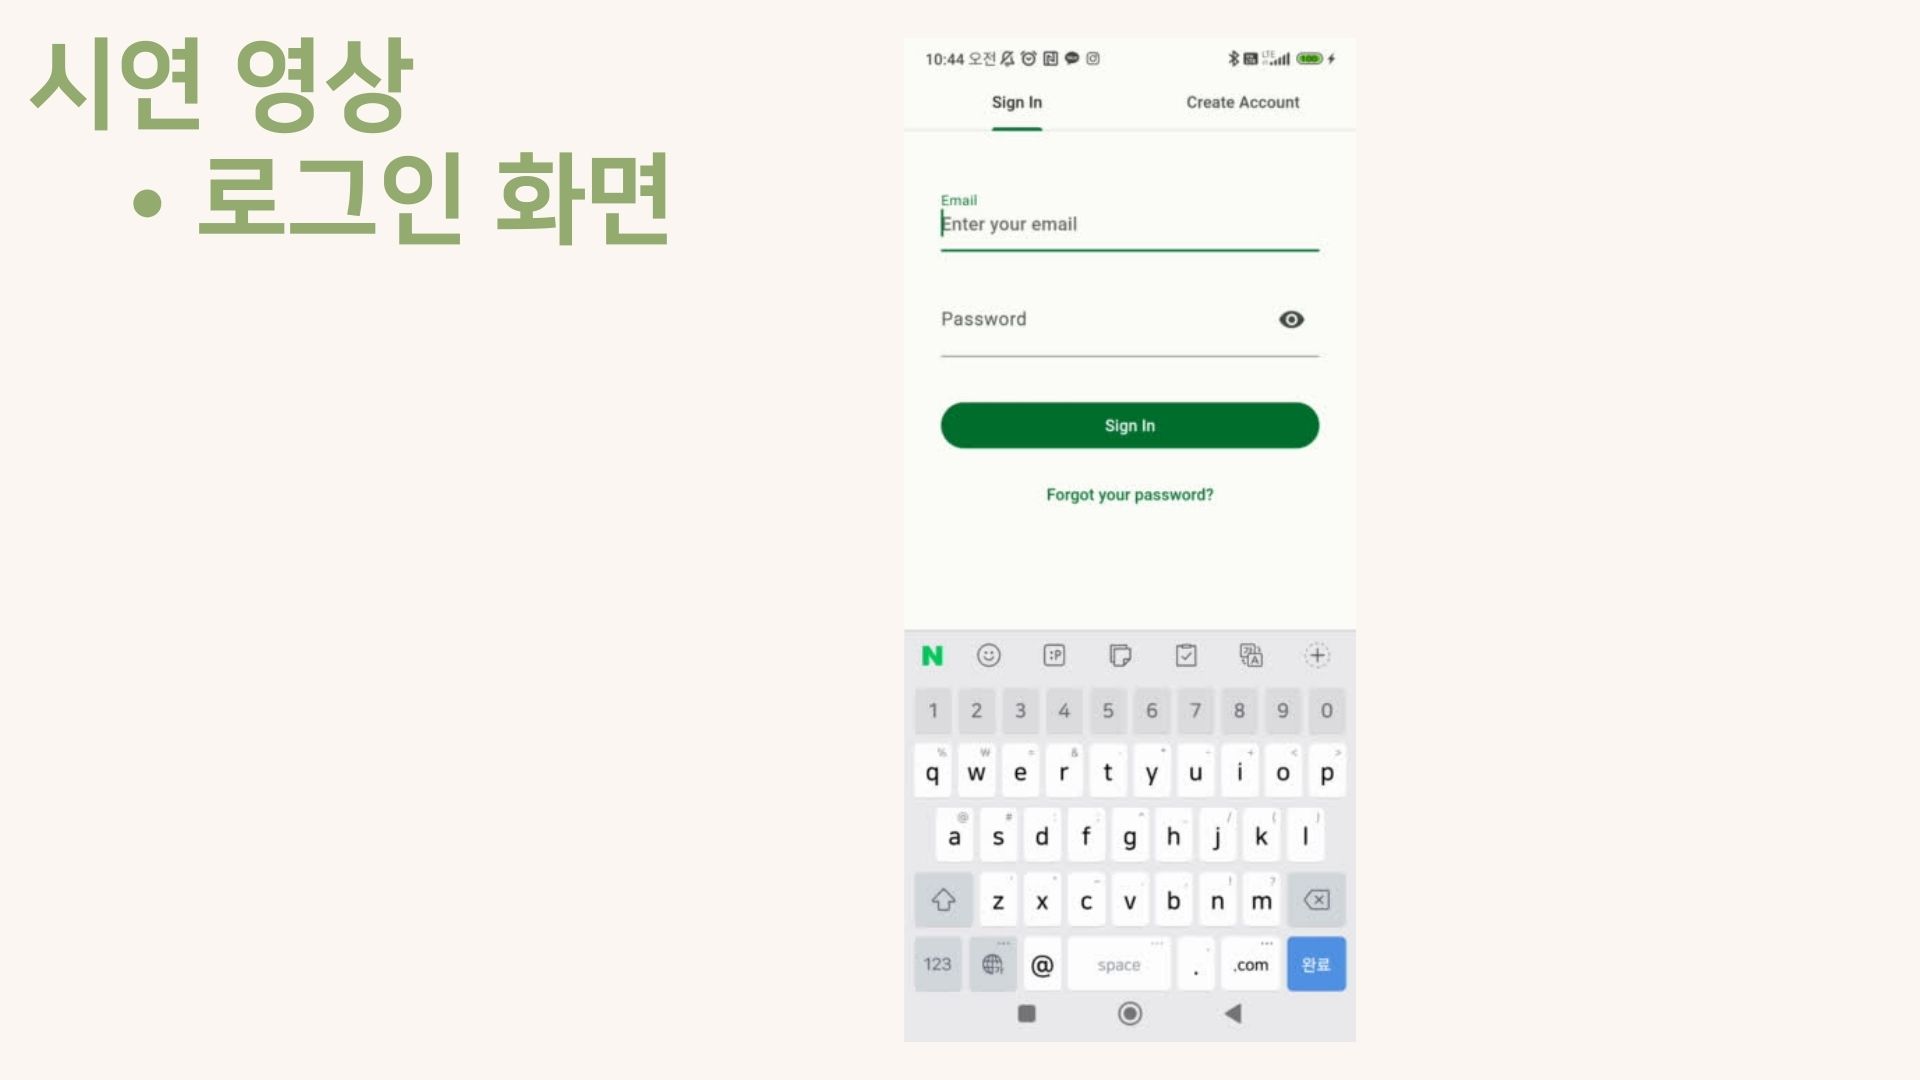 시연 영상
• 로그인 화면
10:44 오전
LTE
100
Sign In
Create Account
Email
Enter your email
Password
Sign In
Forgot your password?
N
:P
1 2 3 4 5 6 7 8 9 0
q w e r t y u i o p
a s d f g h j k l
z x c v b n m
123
@
space
.
.com
완료